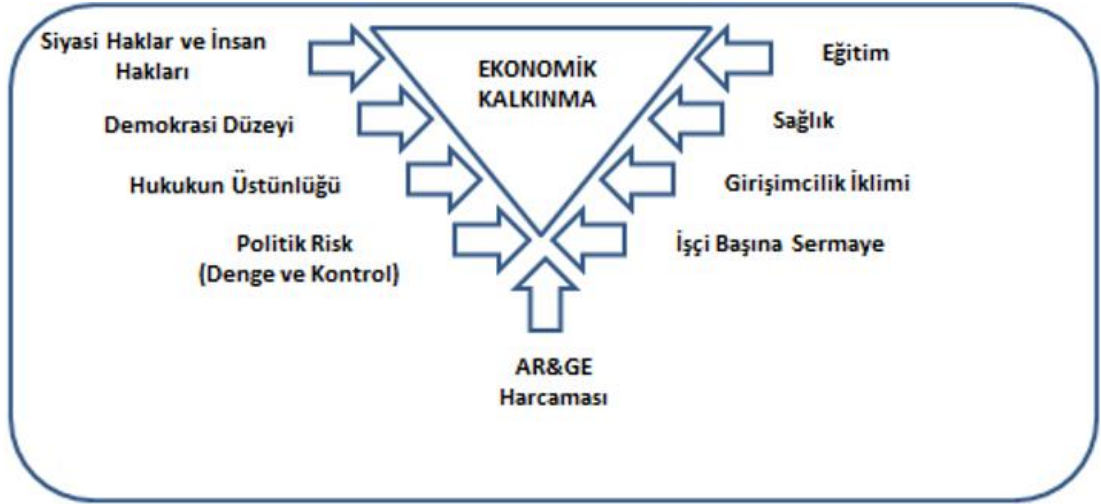 Siyasi Haklar ve İnsan
Hakları
Demokrasi Düzeyi
Hukukun Üstünlüğü
Politik Risk
(Denge ve Kontrol)
EKONOMİK
KALKINMA
Eğitim
Sağlık
Girişimcilik İklimi
İşçi Başına Sermaye
AR&GE
Harcaması